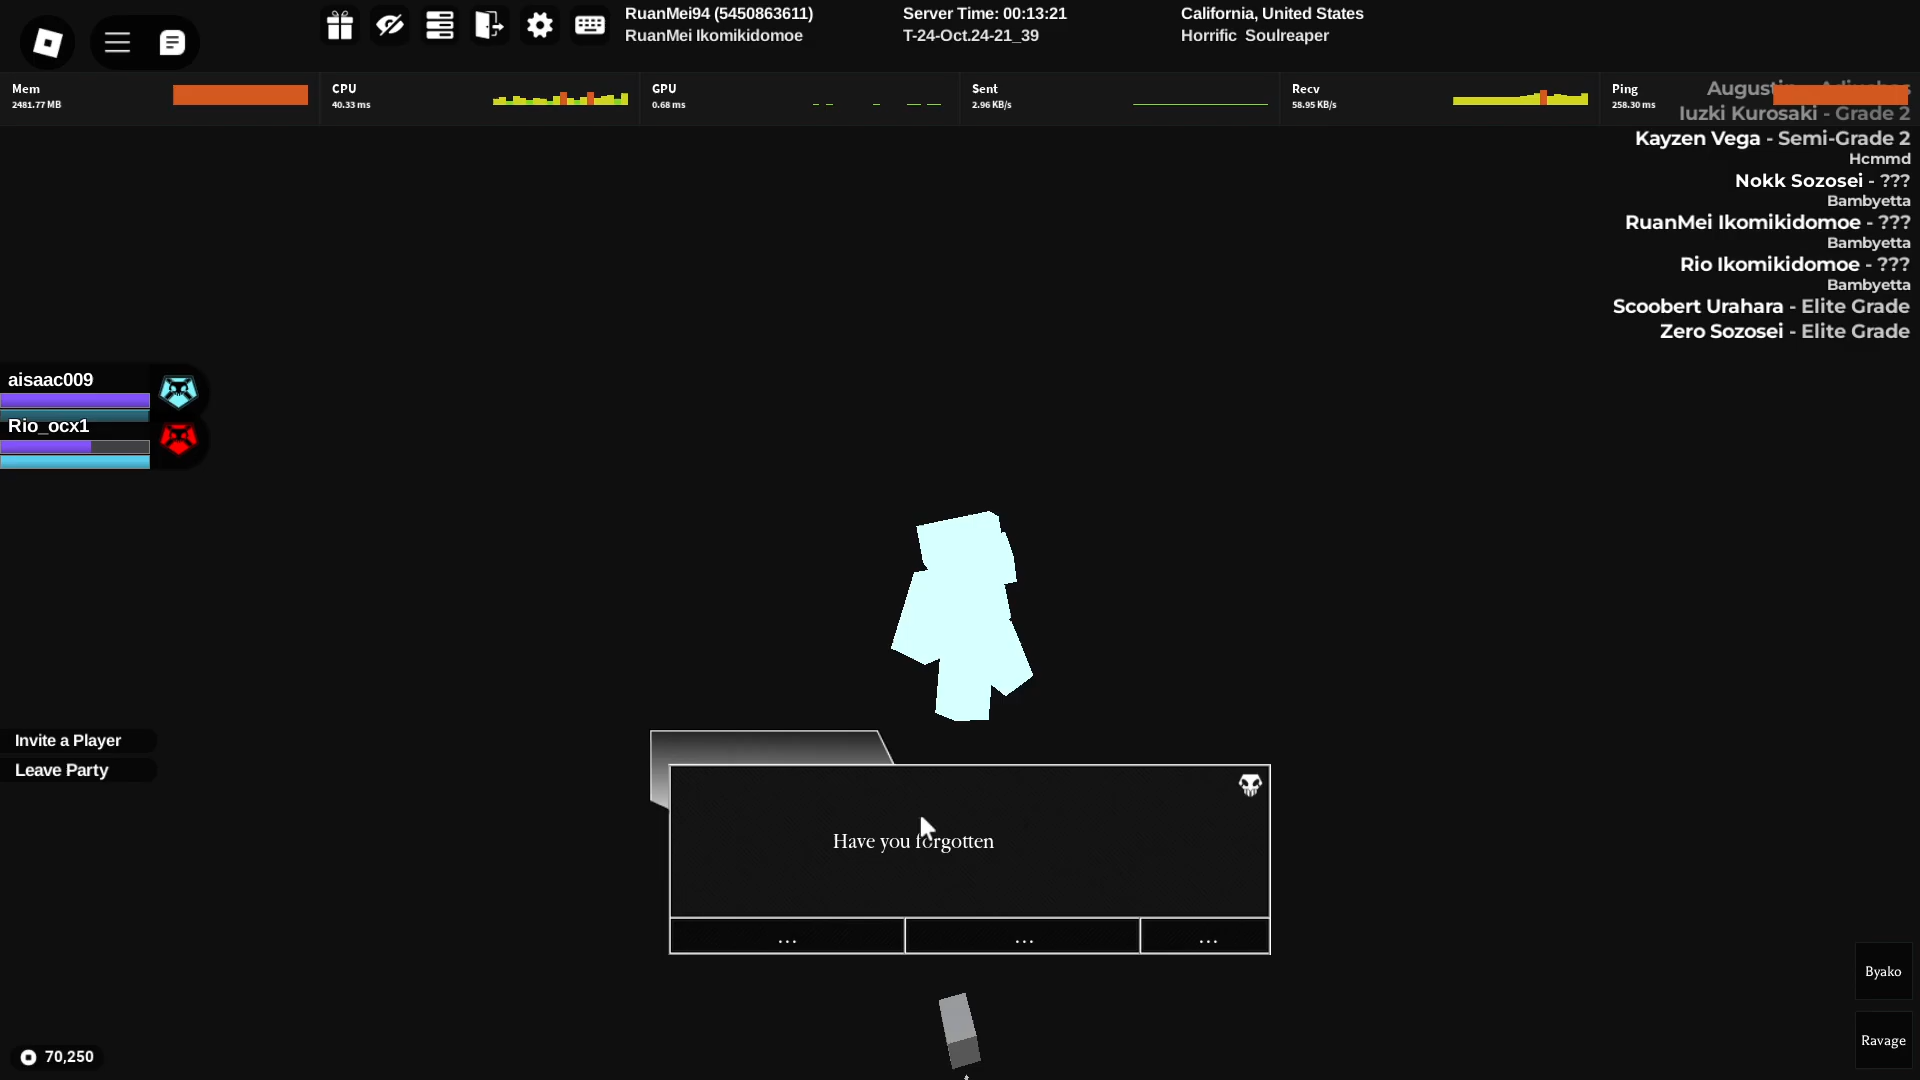 RuanMei94 (5450863611)
RuanMei Ikomikidomoe
Server Time: 00:13:21
T-24-Oct.24-21_39
California, United States
Horrific Soulreaper
Mem
2481.77 MB
CPU
40.33 ms
GPU
0.68 ms
Sent
2.96 KB/s
Recv
58.95 KB/s
Ping
258.30 ms
Iuzki Kurosaki - Grade 2
Kayzen Vega - Semi-Grade 2
Hcmmd
Nokk Sozosei - ???
Bambyetta
RuanMei Ikomikidomoe - ???
Bambyetta
Rio Ikomikidomoe - ???
Bambyetta
Scoobert Urahara - Elite Grade
Zero Sozosei - Elite Grade
aisaac009
Rio_ocx1
Invite a Player
Leave Party
Have you forgotten
...
...
...
Byako
Ravage
70,250